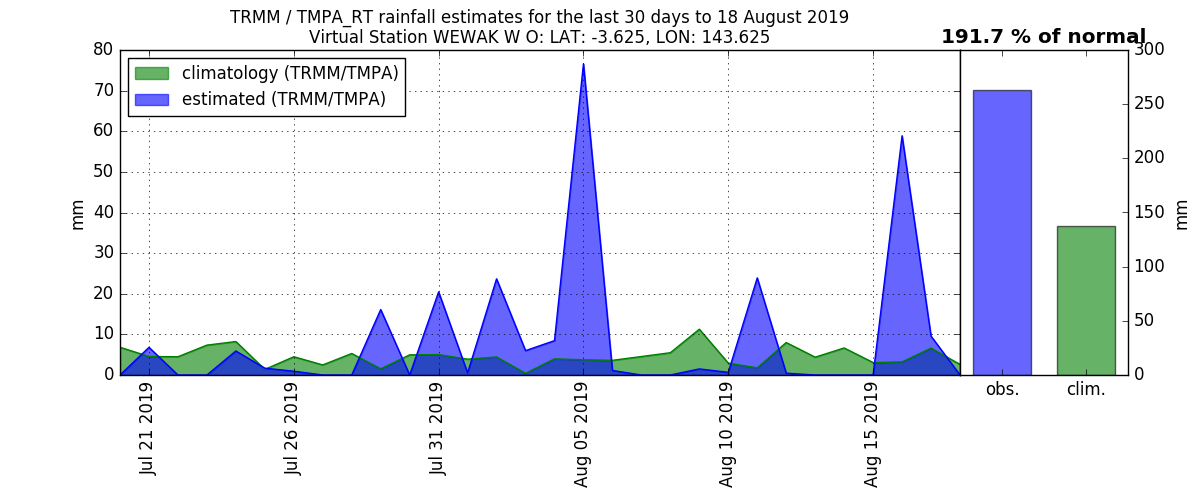 TRMM / TMPA_RT rainfall estimates for the last 30 days to 18 August 2019
Virtual Station WEWAK W O: LAT: -3.625, LON: 143.625
191.7 % of normal
climatology (TRMM/TMPA)
estimated (TRMM/TMPA)
80
70
60
50
40
30
20
10
0
mm
Jul 21 2019
Jul 26 2019
Jul 31 2019
Aug 05 2019
Aug 10 2019
Aug 15 2019
300
250
200
150
100
50
0
mm
obs.
clim.